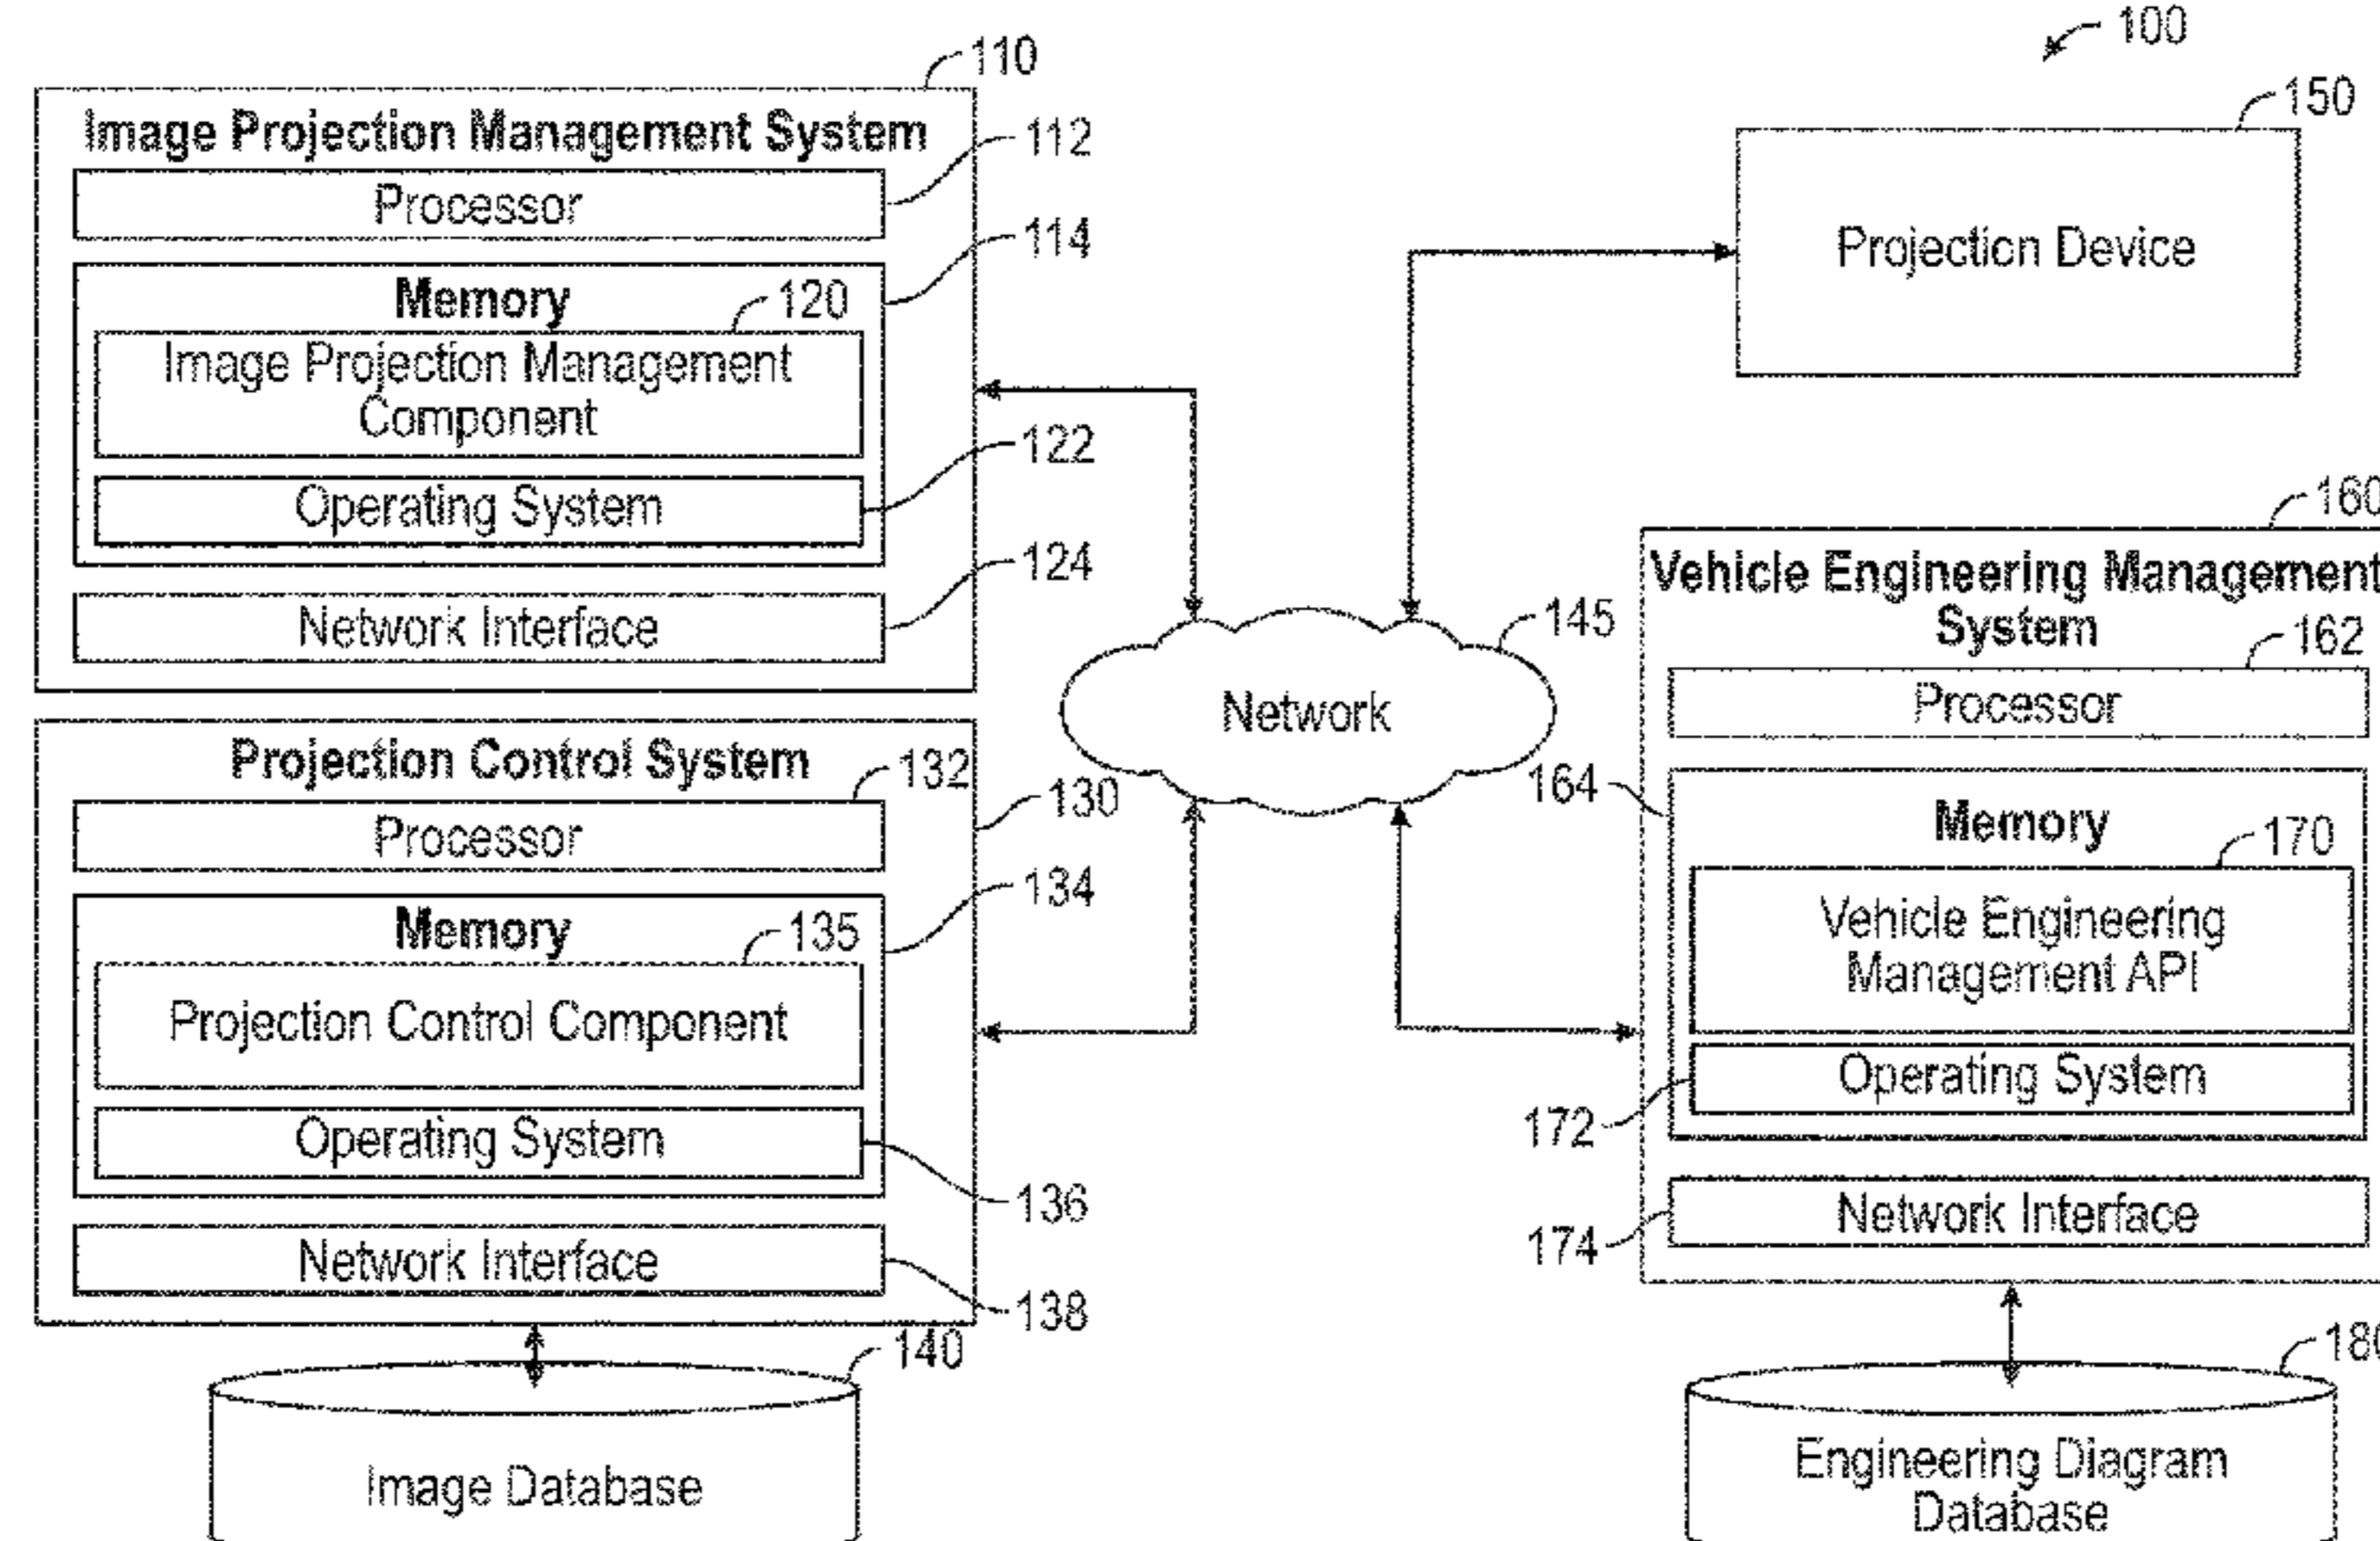 100
110
Image Projection Management System
112
Processor
114
Memory
120
Image Projection Management
Component
122
Operating System
124
Network Interface
150
Projection Device
145
Network
130
Projection Control System
132
Processor
134
Memory
135
Projection Control Component
Operating System
136
Network Interface
138
140
Image Database
160
Vehicle Engineering Management
System
162
Processor
164
Memory
170
Vehicle Engineering
Management API
Operating System
172
Network Interface
174
180
Engineering Diagram
Database